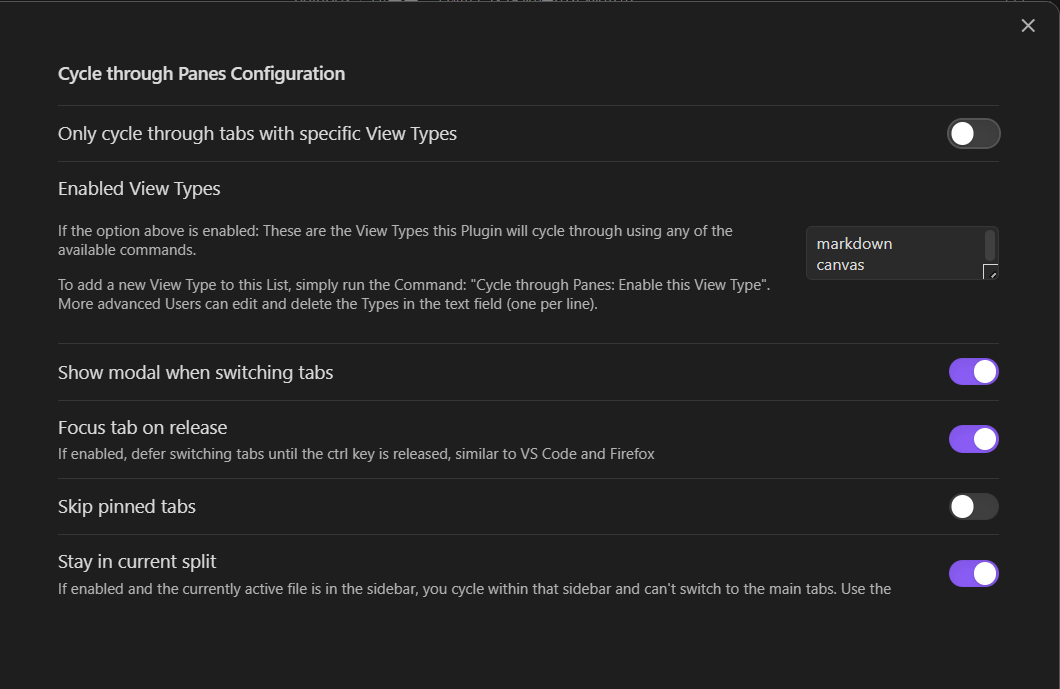 Cycle through Panes Configuration
Only cycle through tabs with specific View Types
Enabled View Types
If the option above is enabled: These are the View Types this Plugin will cycle through using any of the
available commands.
To add a new View Type to this List, simply run the Command: "Cycle through Panes: Enable this View Type".
More advanced Users can edit and delete the Types in the text field (one per line).
markdown
canvas
Show modal when switching tabs
Focus tab on release
If enabled, defer switching tabs until the ctrl key is released, similar to VS Code and Firefox
Skip pinned tabs
Stay in current split
If enabled and the currently active file is in the sidebar, you cycle within that sidebar and can't switch to the main tabs. Use the